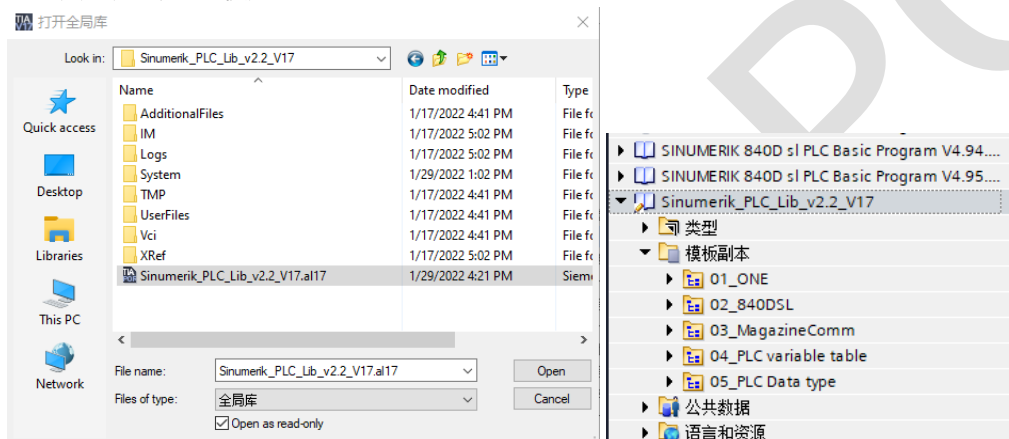 打开全局库
Look in: Sinumerik_PLC_Lib_v2.2_V17
Name Date modified Type
AdditionalFiles 1/17/2022 4:41 PM File fo
IM 1/17/2022 5:02 PM File fo
Logs 1/17/2022 5:02 PM File fo
System 1/29/2022 1:02 PM File fo
TMP 1/17/2022 4:41 PM File fo
UserFiles 1/17/2022 4:41 PM File fo
Vci 1/17/2022 4:41 PM File fo
XRef 1/17/2022 5:02 PM File fo
Sinumerik_PLC_Lib_v2.2_V17.al17 1/29/2022 4:21 PM Sieme
Quick access
Desktop
Libraries
This PC
Network
File name: Sinumerik_PLC_Lib_v2.2_V17.al17 Open
Files of type: 全局库 Cancel
Open as read-only
SINUMERIK 840D sl PLC Basic Program V4.94....
SINUMERIK 840D sl PLC Basic Program V4.95....
Sinumerik_PLC_Lib_v2.2_V17
类型
模板副本
01_ONE
02_840DSL
03_MagazineComm
04_PLC variable table
05_PLC Data type
公共数据
语言和资源